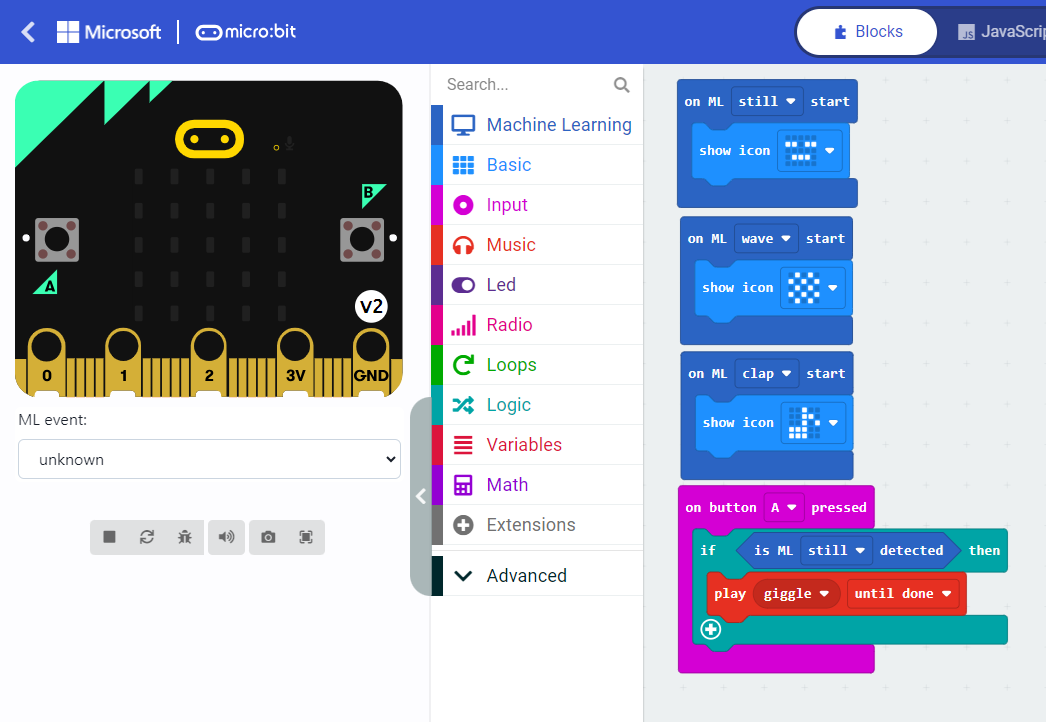 Microsoft micro:bit Blocks JavaScrip
B
A
V2
0 1 2 3V GND
ML event:
unknown
Search...
Machine Learning
Basic
Input
Music
Led
Radio
Loops
Logic
Variables
Math
Extensions
Advanced
on ML still start
show icon
on ML wave start
show icon
on ML clap start
show icon
on button A pressed
if is ML still detected then
play giggle until done